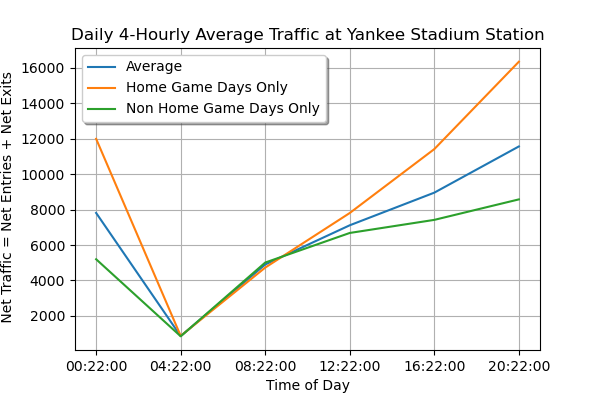 Daily 4-Hourly Average Traffic at Yankee Stadium Station
Average
Home Game Days Only
Non Home Game Days Only
Net Traffic = Net Entries + Net Exits
16000
14000
12000
10000
8000
6000
4000
2000
00:22:00 04:22:00 08:22:00 12:22:00 16:22:00 20:22:00
Time of Day